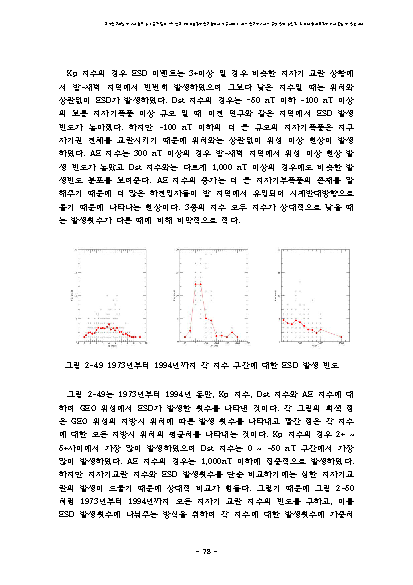 Kp 지수의 경우 ESD 이벤트는 3+이상 일 경우 비슷한 지자기 교란 상황에
서 밤-새벽 지역에서 빈번히 발생하였으며 그보다 낮은 지수일 때는 위치와
상관없이 ESD가 발생하였다. Dst 지수의 경우는 -50 nT 이하 -100 nT 이상
의 보통 지자기폭풍 이상 규모 일 때 이전 연구와 같은 지역에서 ESD 발생
빈도가 높아졌다. 하지만 -100 nT 이하의 더 큰 규모의 지자기폭풍은 지구
자기권 전체를 교란시키기 때문에 위치와는 상관없이 위성 이상 현상이 발생
하였다. AE 지수는 300 nT 이상의 경우 밤-새벽 지역에서 위성 이상 현상 발
생 빈도가 높았고 Dst 지수와는 다르게 1,000 nT 이상의 경우에도 비슷한 발
생빈도 분포를 보여준다. AE 지수의 증가는 더 큰 지자기부폭풍의 존재를 말
해주기 때문에 더 많은 하전입자들이 밤 지역에서 유입되어 시계반대방향으로
돌기 때문에 나타나는 현상이다. 3종의 지수 모두 지수가 상대적으로 낮을 때
는 발생횟수가 다른 때에 비해 비약적으로 적다.
그림 2-49 1973년부터 1994년까지 각 지수 구간에 대한 ESD 발생 빈도
그림 2-49는 1973년부터 1994년 동안, Kp 지수, Dst 지수와 AE 지수에 대
하여 GEO 위성에서 ESD가 발생한 횟수를 나타낸 것이다. 각 그림의 회색 점
은 GEO 위성의 지방시 위치에 따른 발생 횟수를 나타내고 빨간 점은 각 지수
에 대한 모든 지방시 위치의 평균치를 나타내는 것이다. Kp 지수의 경우 2+ ~
5+사이에서 가장 많이 발생하였으며 Dst 지수는 0 ~ -50 nT 구간에서 가장
많이 발생하였다. AE 지수의 경우는 1,000nT 이하에 집중적으로 발생하였다.
하지만 지자기교란 지수와 ESD 발생횟수를 단순 비교하기에는 심한 지자기교
란의 발생이 드물기 때문에 상대적 비교가 힘들다. 그렇기 때문에 그림 2-50
처럼 1973년부터 1994년까지 모든 지자기 교란 지수의 빈도를 구하고, 이를
ESD 발생횟수에 나눠주는 방식을 취하여 각 지수에 대한 발생횟수에 가중치
- 78 -